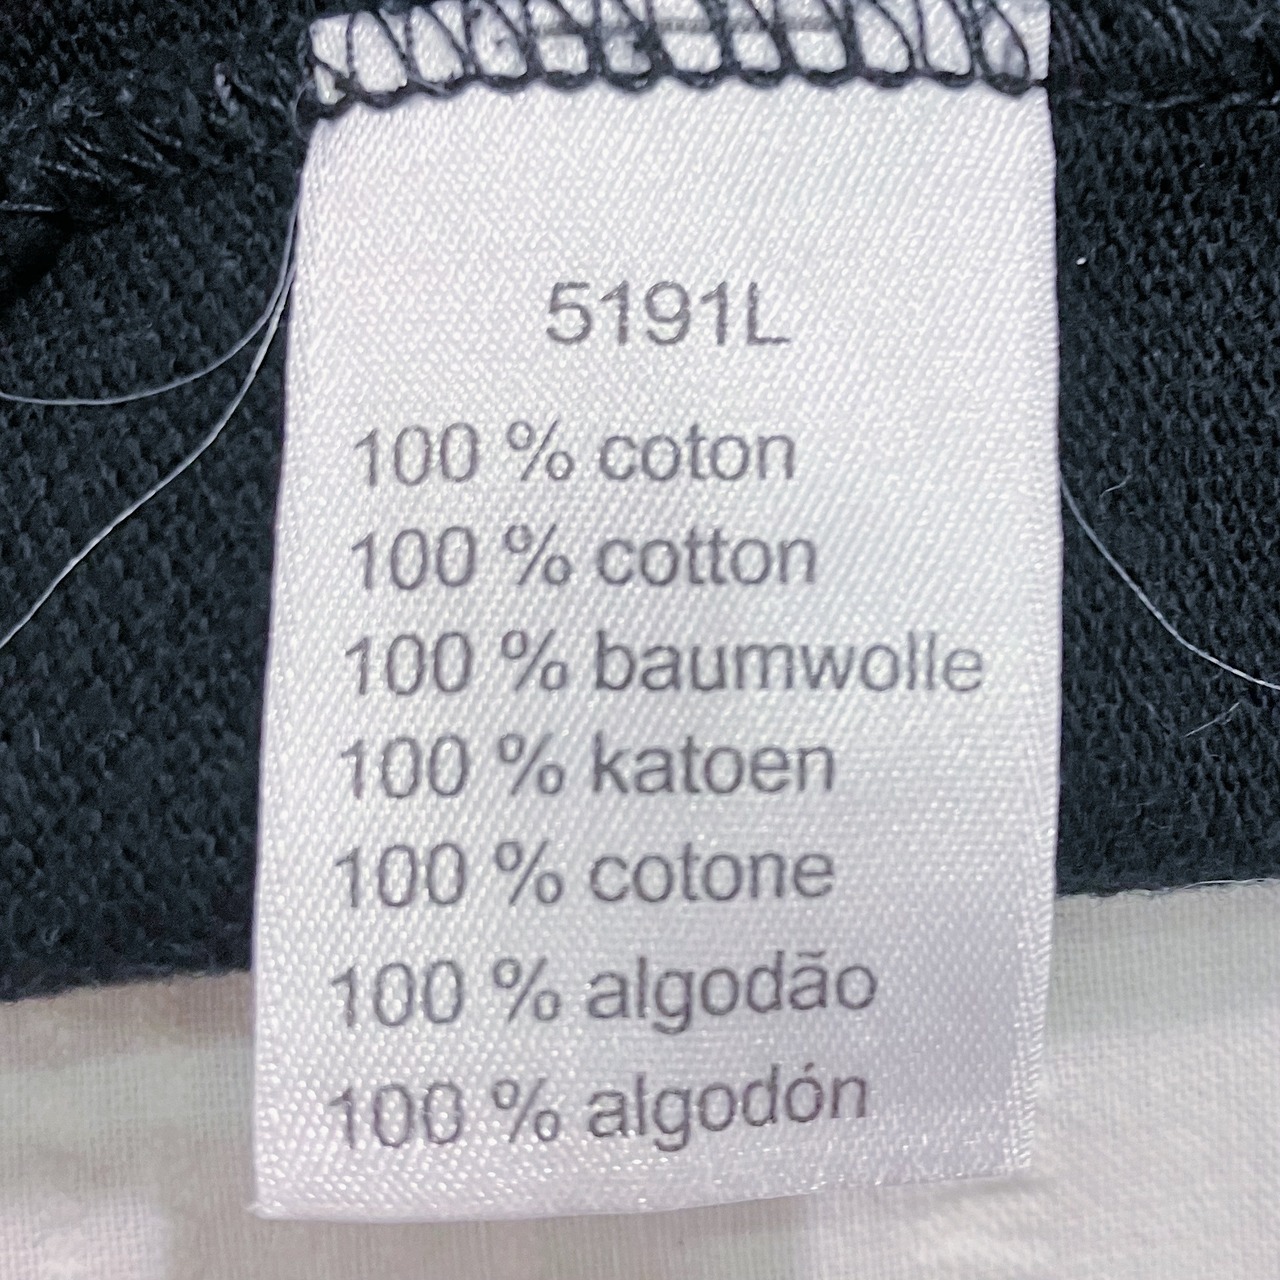 5191L
100 % coton
100 % cotton
100 % baumwolle
100 % katoen
100 % cotone
100 % algodão
100 % algodón